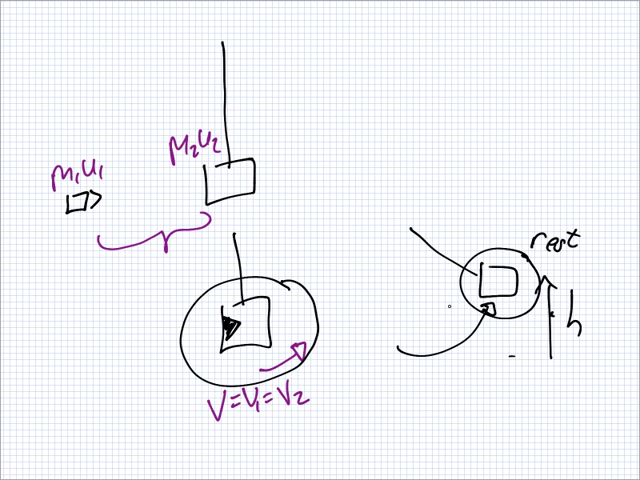 M₂U₂
M₁U₁
rest
h
V=V₁=V₂